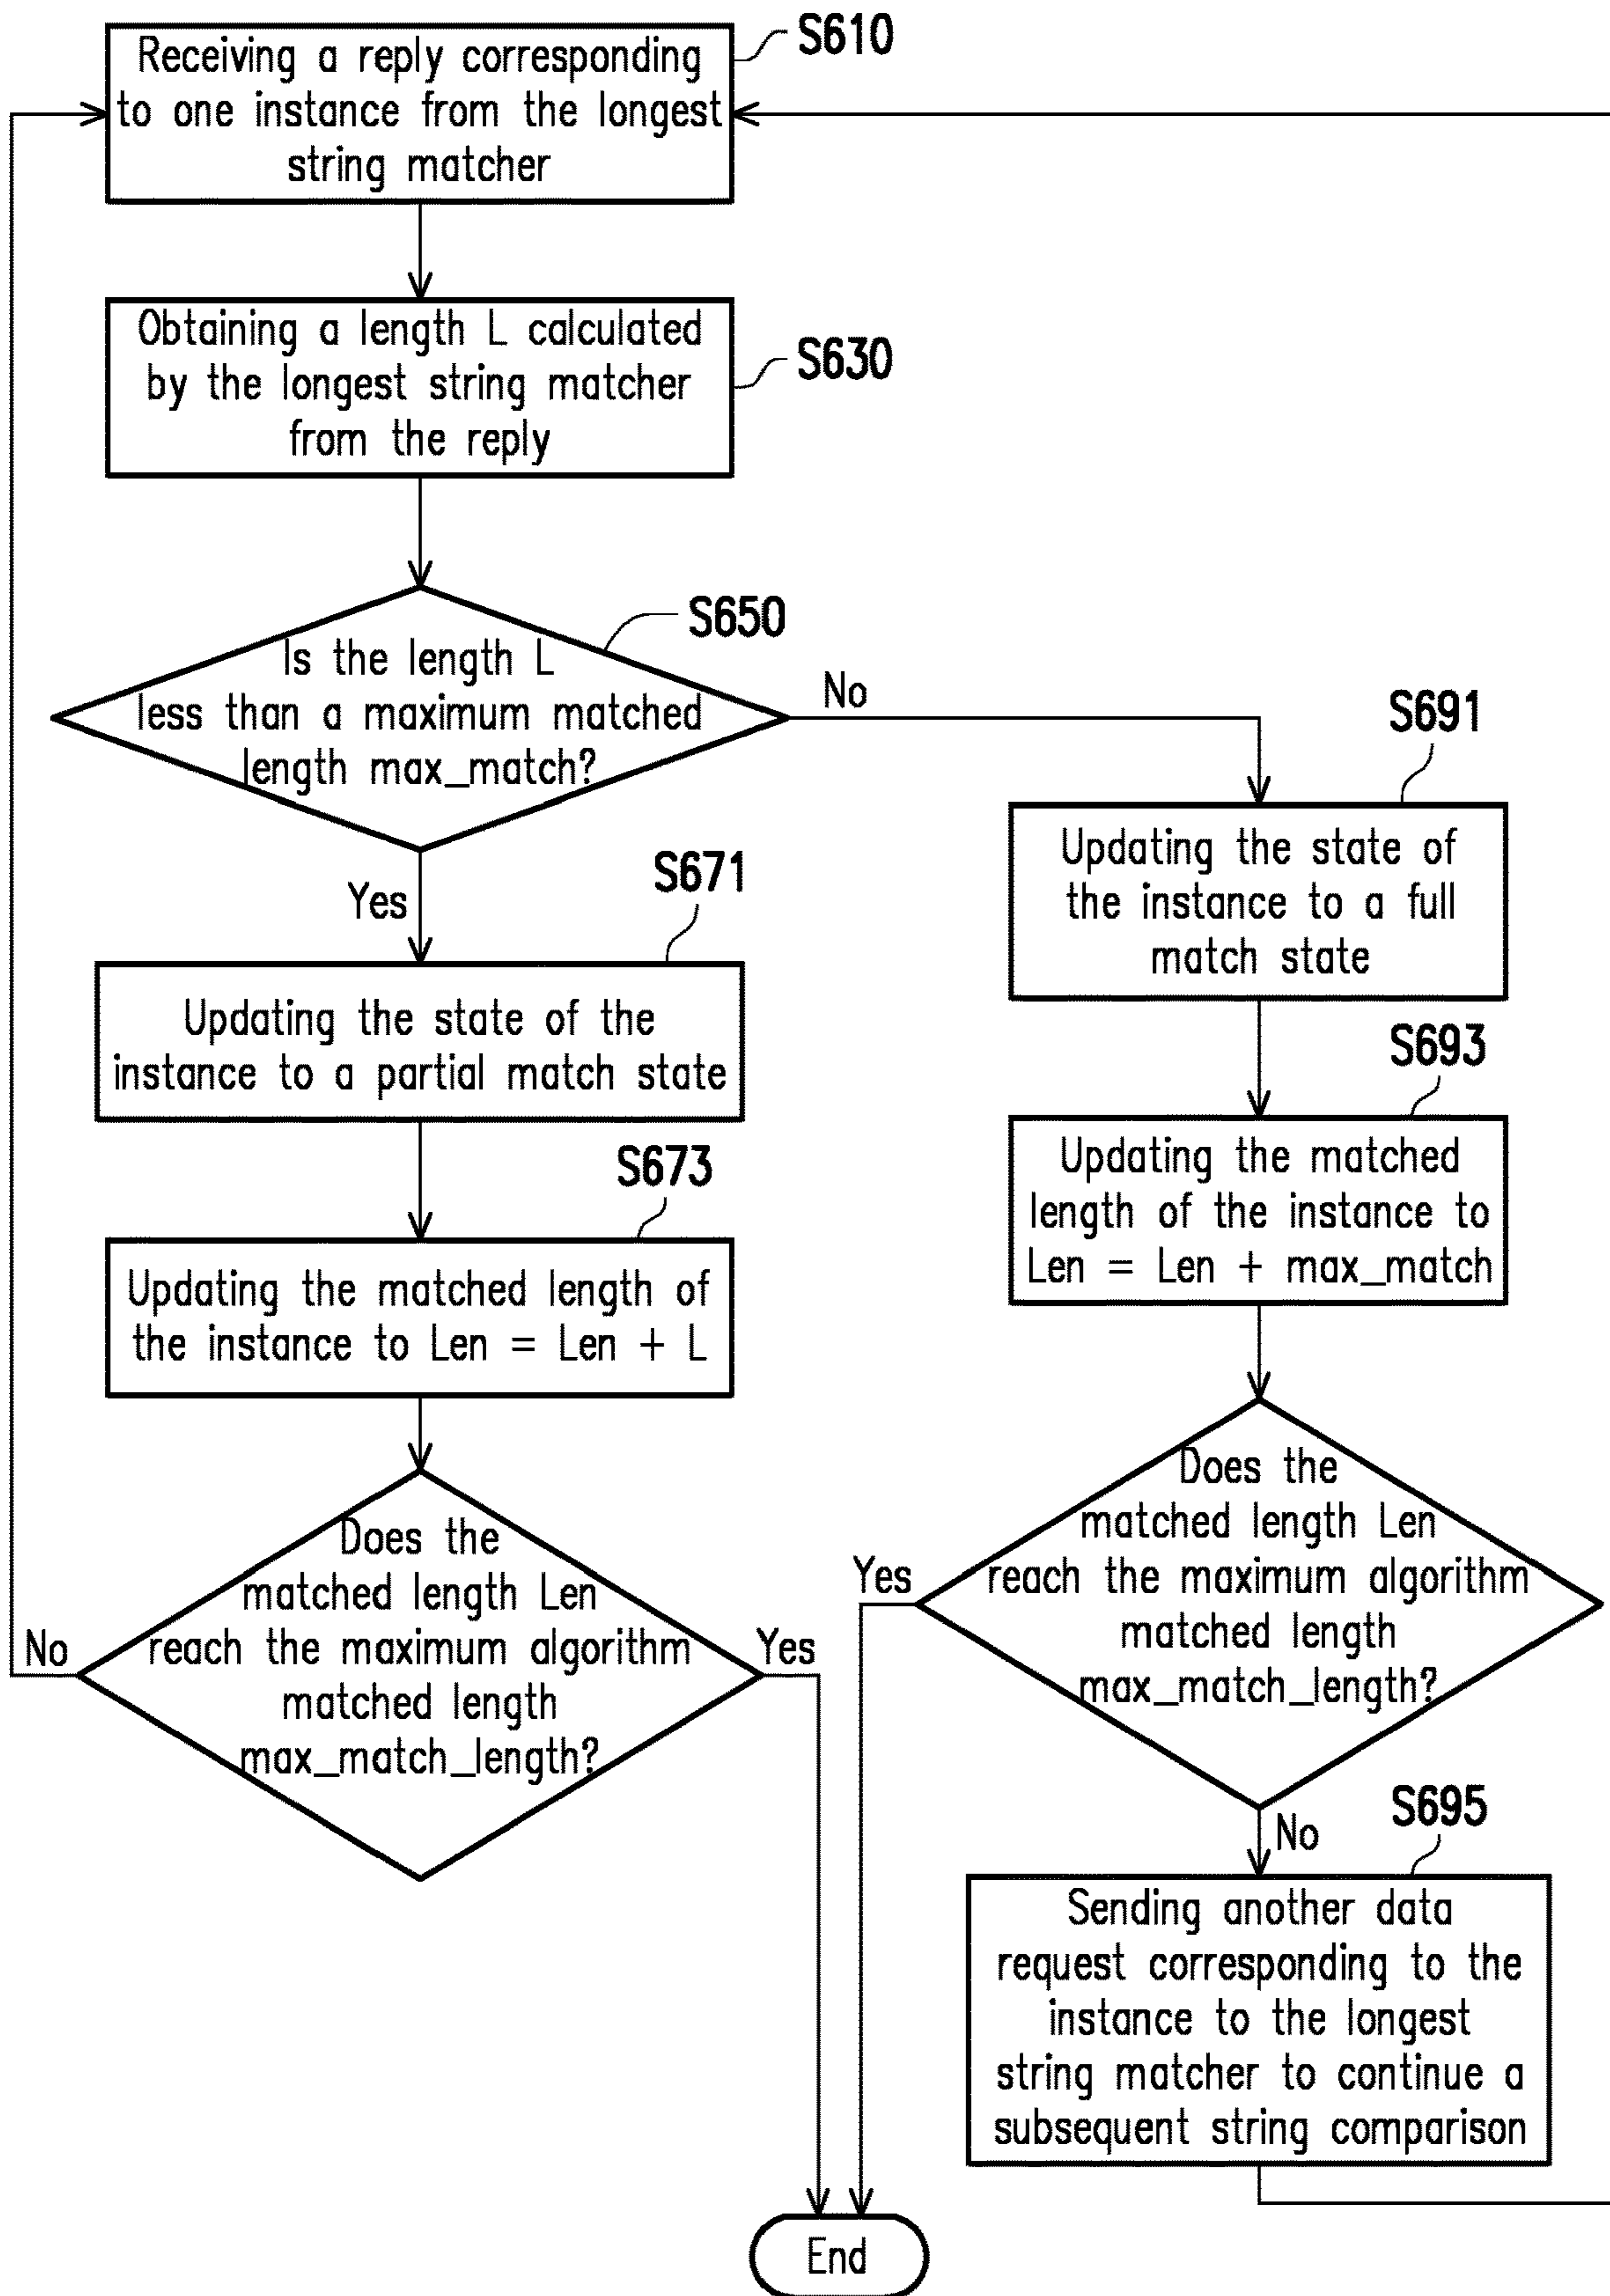 S610
Receiving a reply corresponding
to one instance from the longest
string matcher
Obtaining a length L calculated
by the longest string matcher
from the reply
S630
S650
Is the length L
less than a maximum matched
length max_match?
No
Yes
S671
Updating the state of the
instance to a partial match state
S673
Updating the matched length of
the instance to Len = Len + L
Does the
matched length Len
reach the maximum algorithm
matched length
max_match_length?
No
Yes
S691
Updating the state of
the instance to a full
match state
S693
Updating the matched
length of the instance to
Len = Len + max_match
Does the
matched length Len
reach the maximum algorithm
matched length
max_match_length?
Yes
No
S695
Sending another data
request corresponding to the
instance to the longest
string matcher to continue a
subsequent string comparison
End